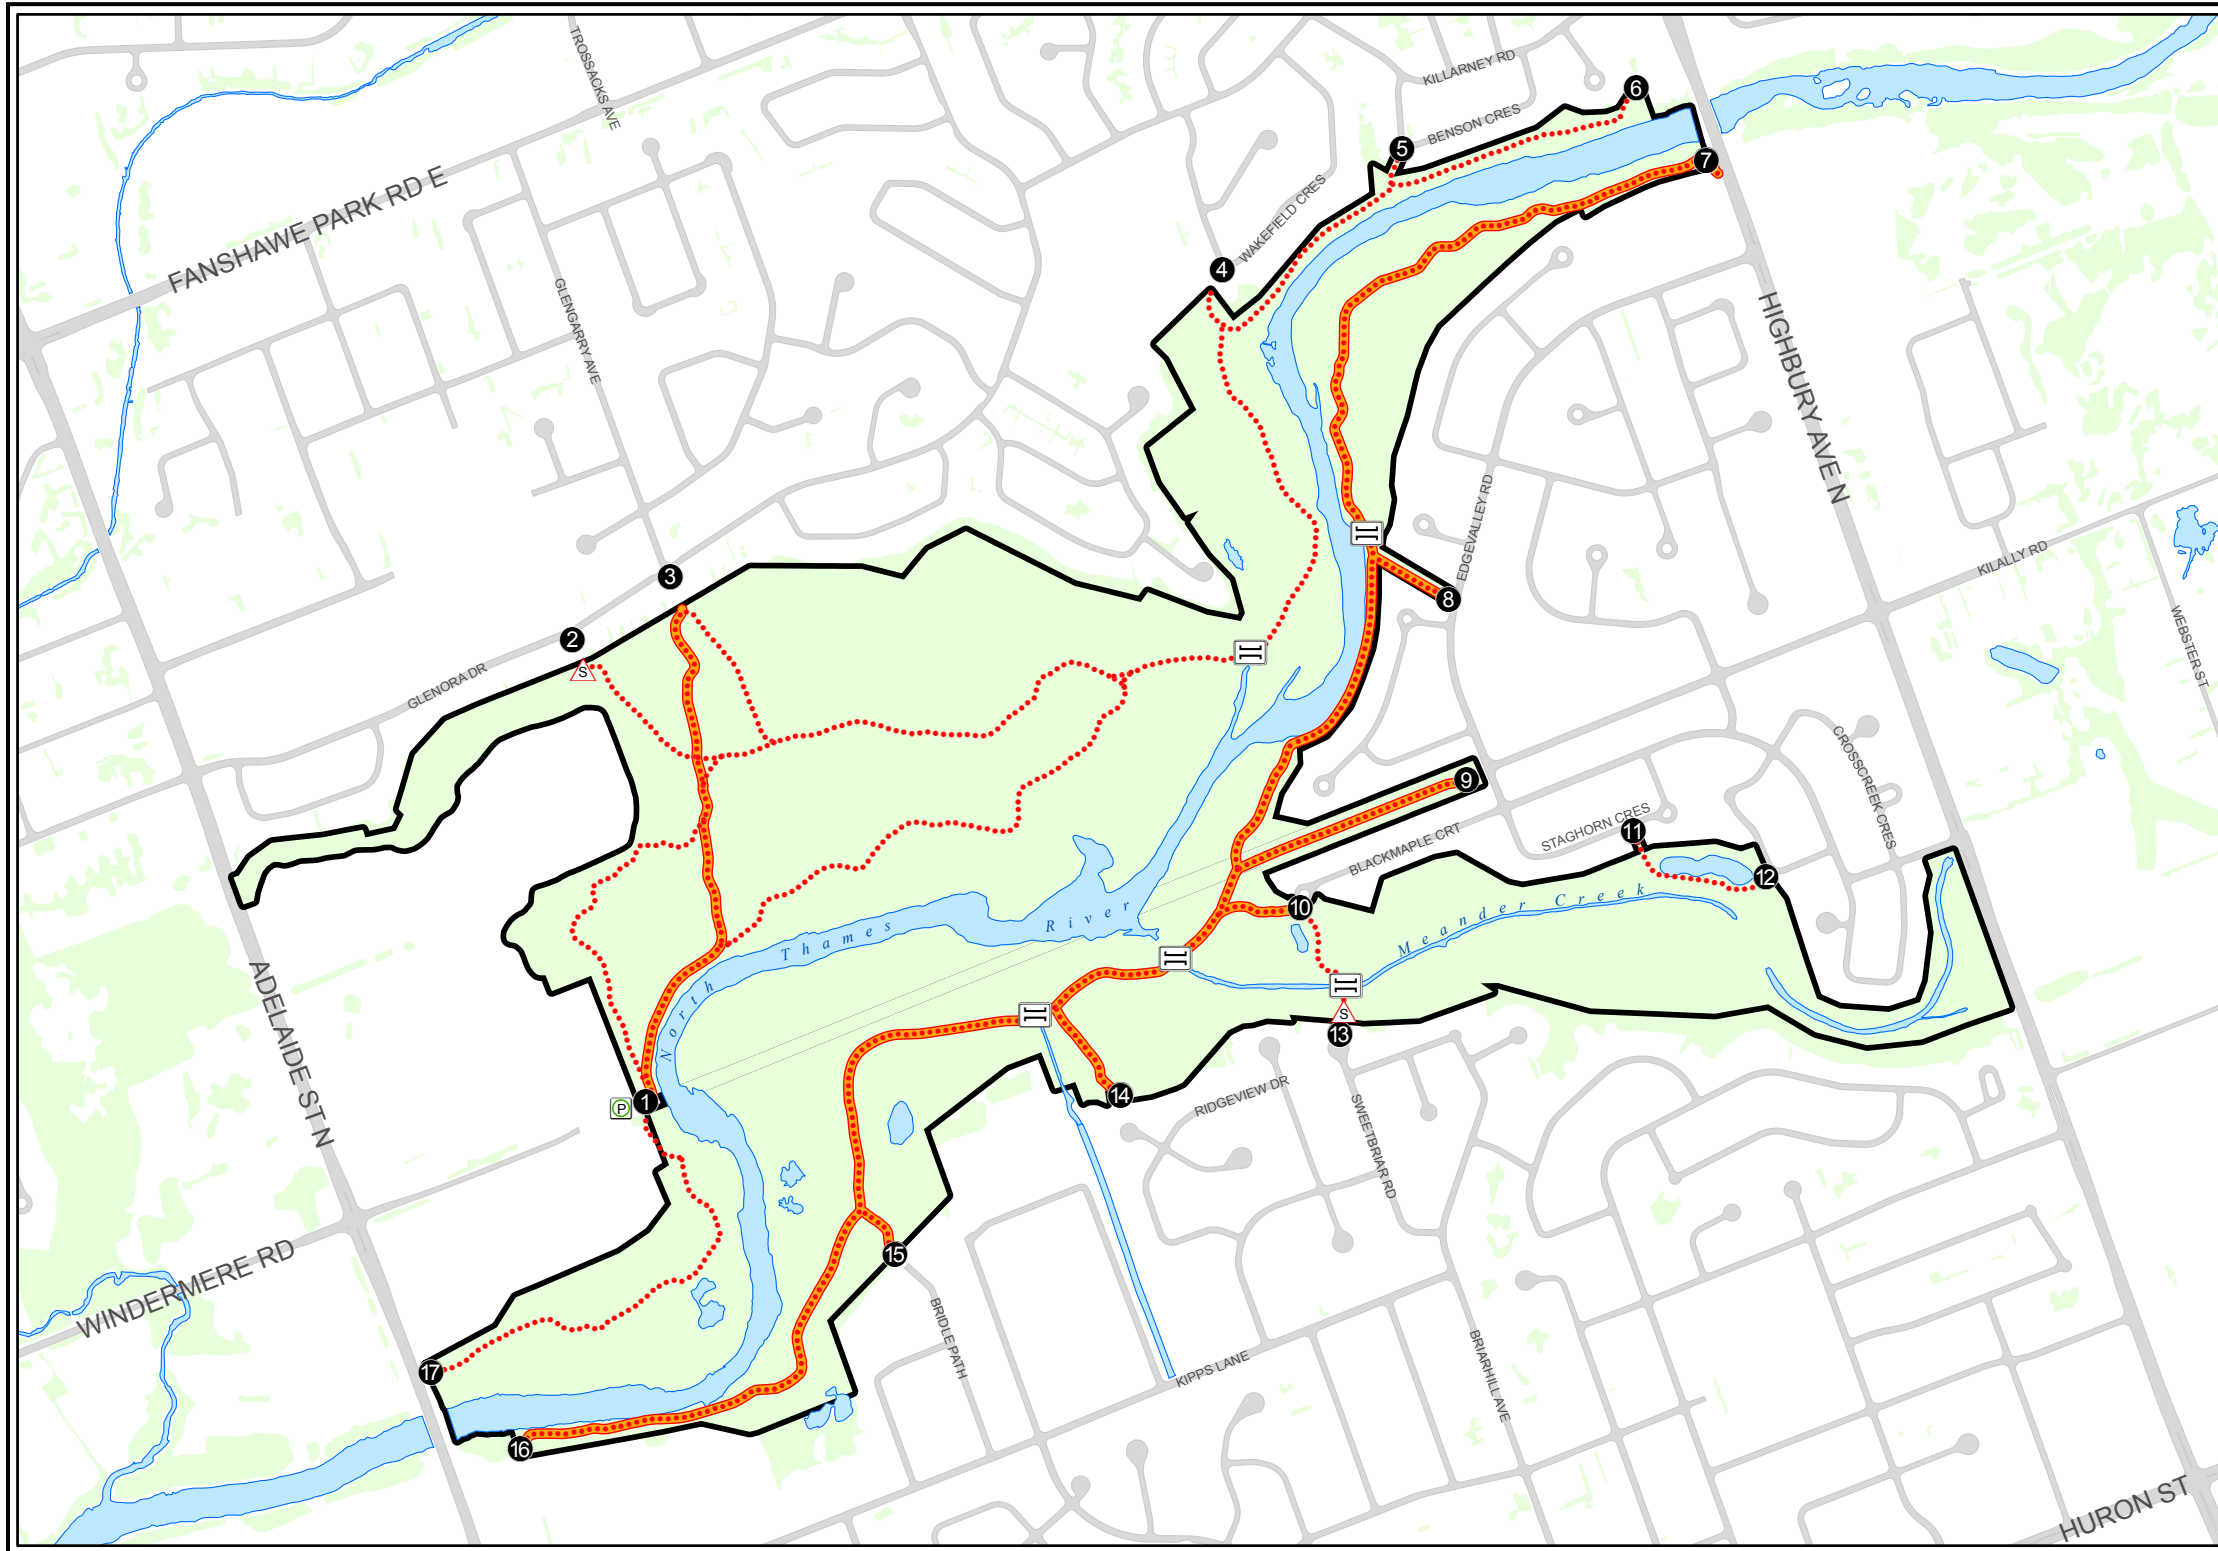 TROSSACKS AVE
KILLARNEY RD
6
BENSON CRES
5
7
FANSHAWE PARK RD E
WAKEFIELD CRES
4
GLENGARRY AVE
HIGHBURY AVE N
EDGEVALLEY RD
KILALLY RD
3
8
WEBSTER ST
2
S
GLENORA DR
CROSSCREEK CRES
9
STAGHORN CRES
11
BLACKMAPLE CRT
12
10
Meander Creek
North Thames River
ADELAIDE ST N
S
13
1
P
14
RIDGEVIEW DR
SWEETBRIAR RD
WINDERMERE RD
15
BRIDLE PATH
BRIARHILL AVE
17
KIPPS LANE
16
HURON ST